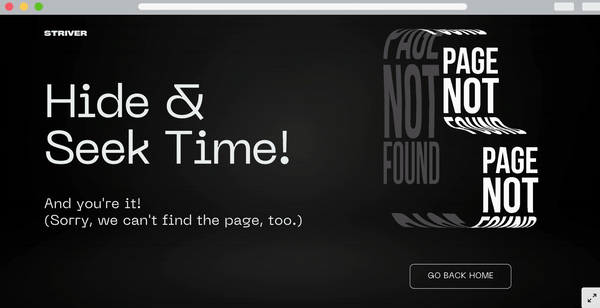 STRIVER
Hide &
Seek Time!
And you're it!
(Sorry, we can't find the page, too.)
PAGE
NOT
FOUND
PAGE
NOT
FOUND
PAGE
NOT
FOUND
GO BACK HOME